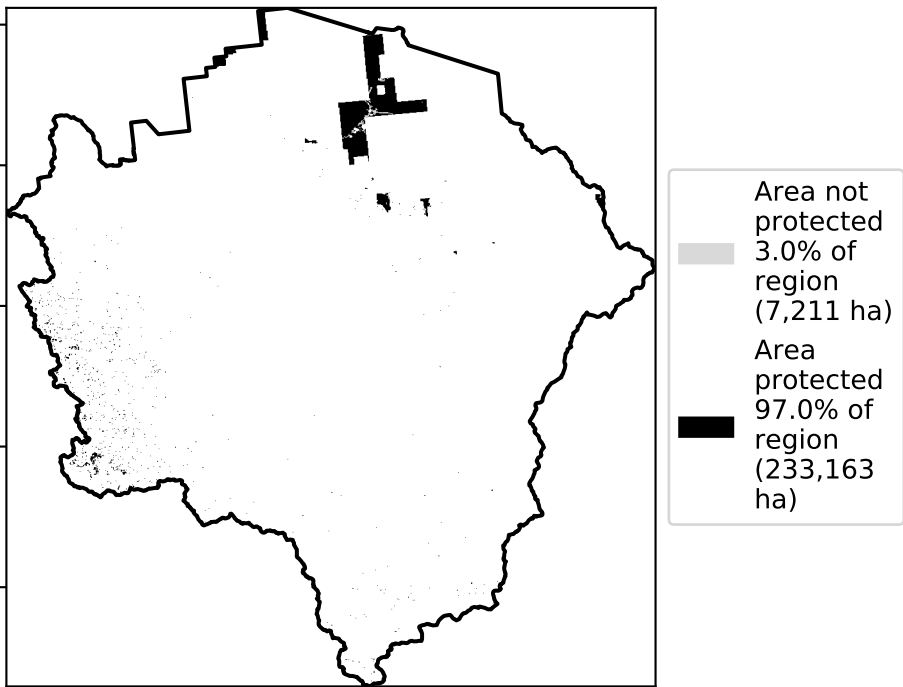 Area not
protected
3.0% of
region
(7,211 ha)
Area
protected
97.0% of
region
(233,163
ha)